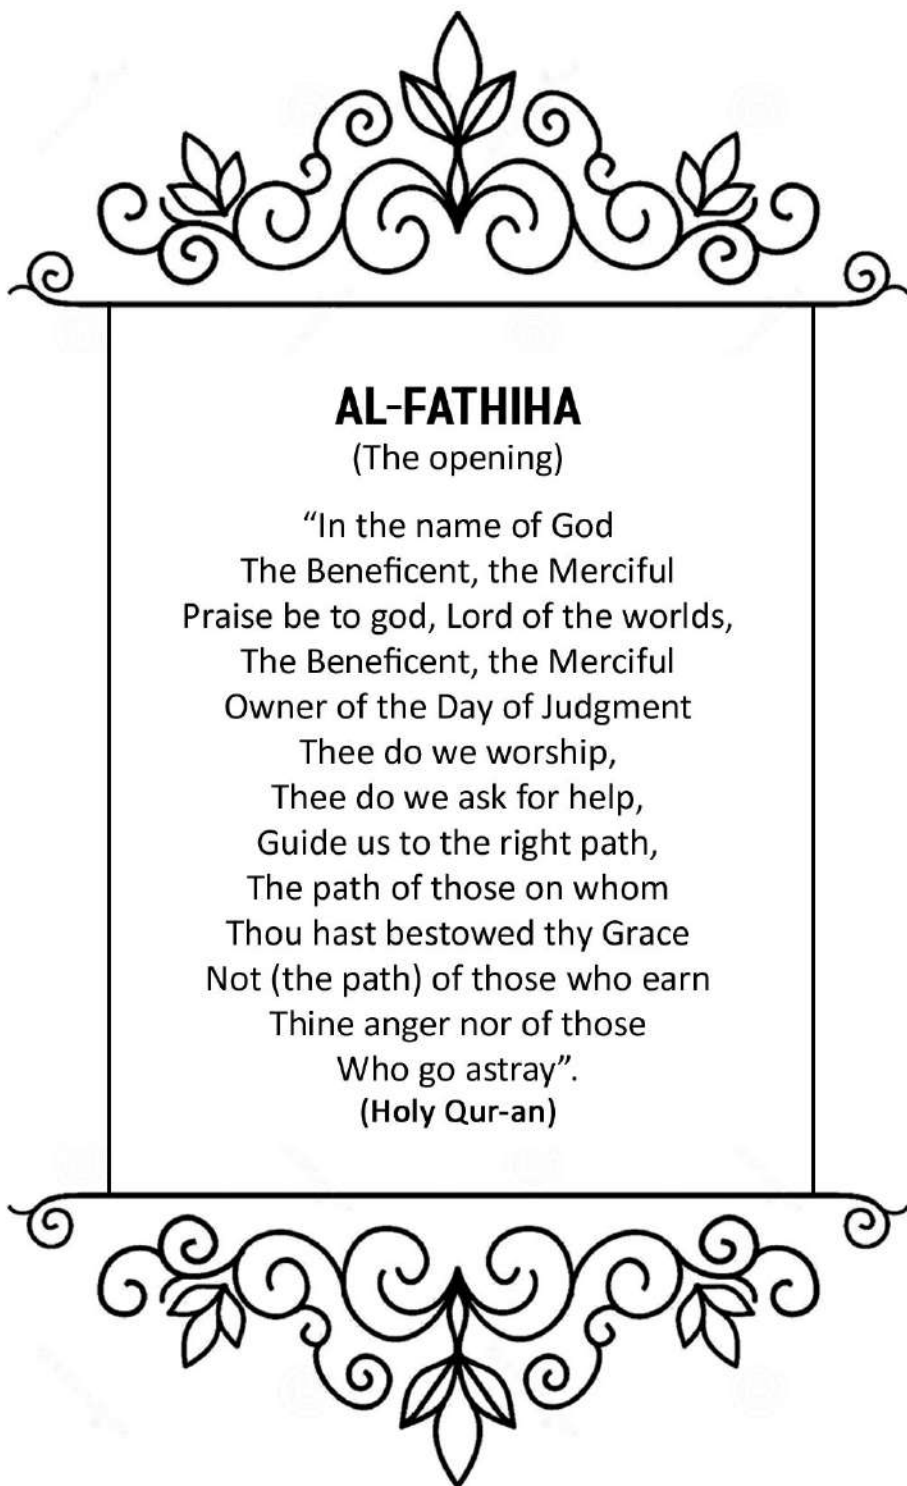 AL-FATHIHA
(The opening)
“In the name of God
The Beneficent, the Merciful
Praise be to god, Lord of the worlds,
The Beneficent, the Merciful
Owner of the Day of Judgment
Thee do we worship,
Thee do we ask for help,
Guide us to the right path,
The path of those on whom
Thou hast bestowed thy Grace
Not (the path) of those who earn
Thine anger nor of those
Who go astray”.
(Holy Qur-an)